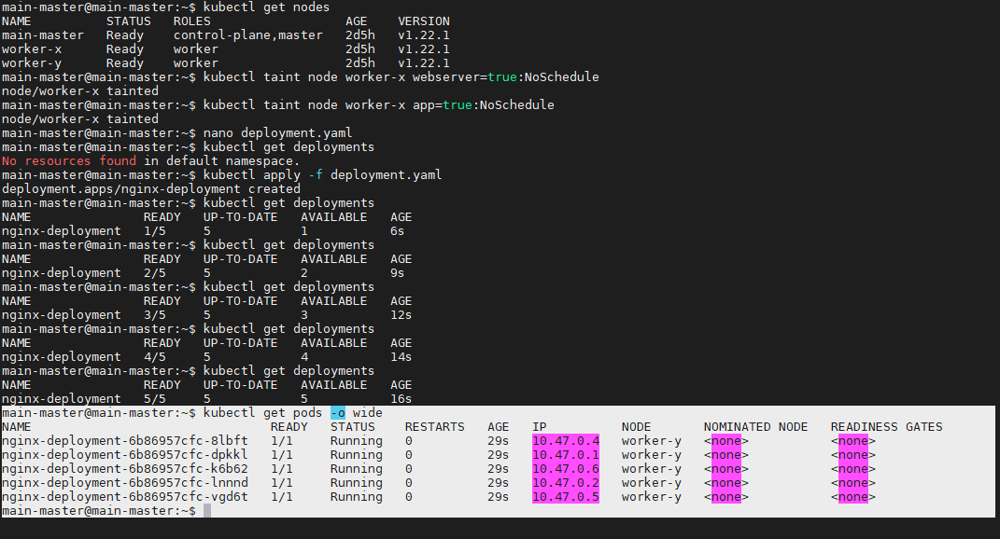 main-master@main-master:~$ kubectl get nodes
NAME STATUS ROLES AGE VERSION
main-master Ready control-plane,master 2d5h v1.22.1
worker-x Ready worker 2d5h v1.22.1
worker-y Ready worker 2d5h v1.22.1
main-master@main-master:~$ kubectl taint node worker-x webserver=true:NoSchedule
node/worker-x tainted
main-master@main-master:~$ kubectl taint node worker-x app=true:NoSchedule
node/worker-x tainted
main-master@main-master:~$ nano deployment.yaml
main-master@main-master:~$ kubectl get deployments
No resources found in default namespace.
main-master@main-master:~$ kubectl apply -f deployment.yaml
deployment.apps/nginx-deployment created
main-master@main-master:~$ kubectl get deployments
NAME READY UP-TO-DATE AVAILABLE AGE
nginx-deployment 1/5 5 1 6s
main-master@main-master:~$ kubectl get deployments
NAME READY UP-TO-DATE AVAILABLE AGE
nginx-deployment 2/5 5 2 9s
main-master@main-master:~$ kubectl get deployments
NAME READY UP-TO-DATE AVAILABLE AGE
nginx-deployment 3/5 5 3 12s
main-master@main-master:~$ kubectl get deployments
NAME READY UP-TO-DATE AVAILABLE AGE
nginx-deployment 4/5 5 4 14s
main-master@main-master:~$ kubectl get deployments
NAME READY UP-TO-DATE AVAILABLE AGE
nginx-deployment 5/5 5 5 16s
main-master@main-master:~$ kubectl get pods -o wide
NAME READY STATUS RESTARTS AGE IP NODE NOMINATED NODE READINESS GATES
nginx-deployment-6b86957cfc-8lbft 1/1 Running 0 29s 10.47.0.4 worker-y <none> <none>
nginx-deployment-6b86957cfc-dpkkl 1/1 Running 0 29s 10.47.0.1 worker-y <none> <none>
nginx-deployment-6b86957cfc-k6b62 1/1 Running 0 29s 10.47.0.6 worker-y <none> <none>
nginx-deployment-6b86957cfc-lnnnd 1/1 Running 0 29s 10.47.0.2 worker-y <none> <none>
nginx-deployment-6b86957cfc-vgd6t 1/1 Running 0 29s 10.47.0.5 worker-y <none> <none>
main-master@main-master:~$